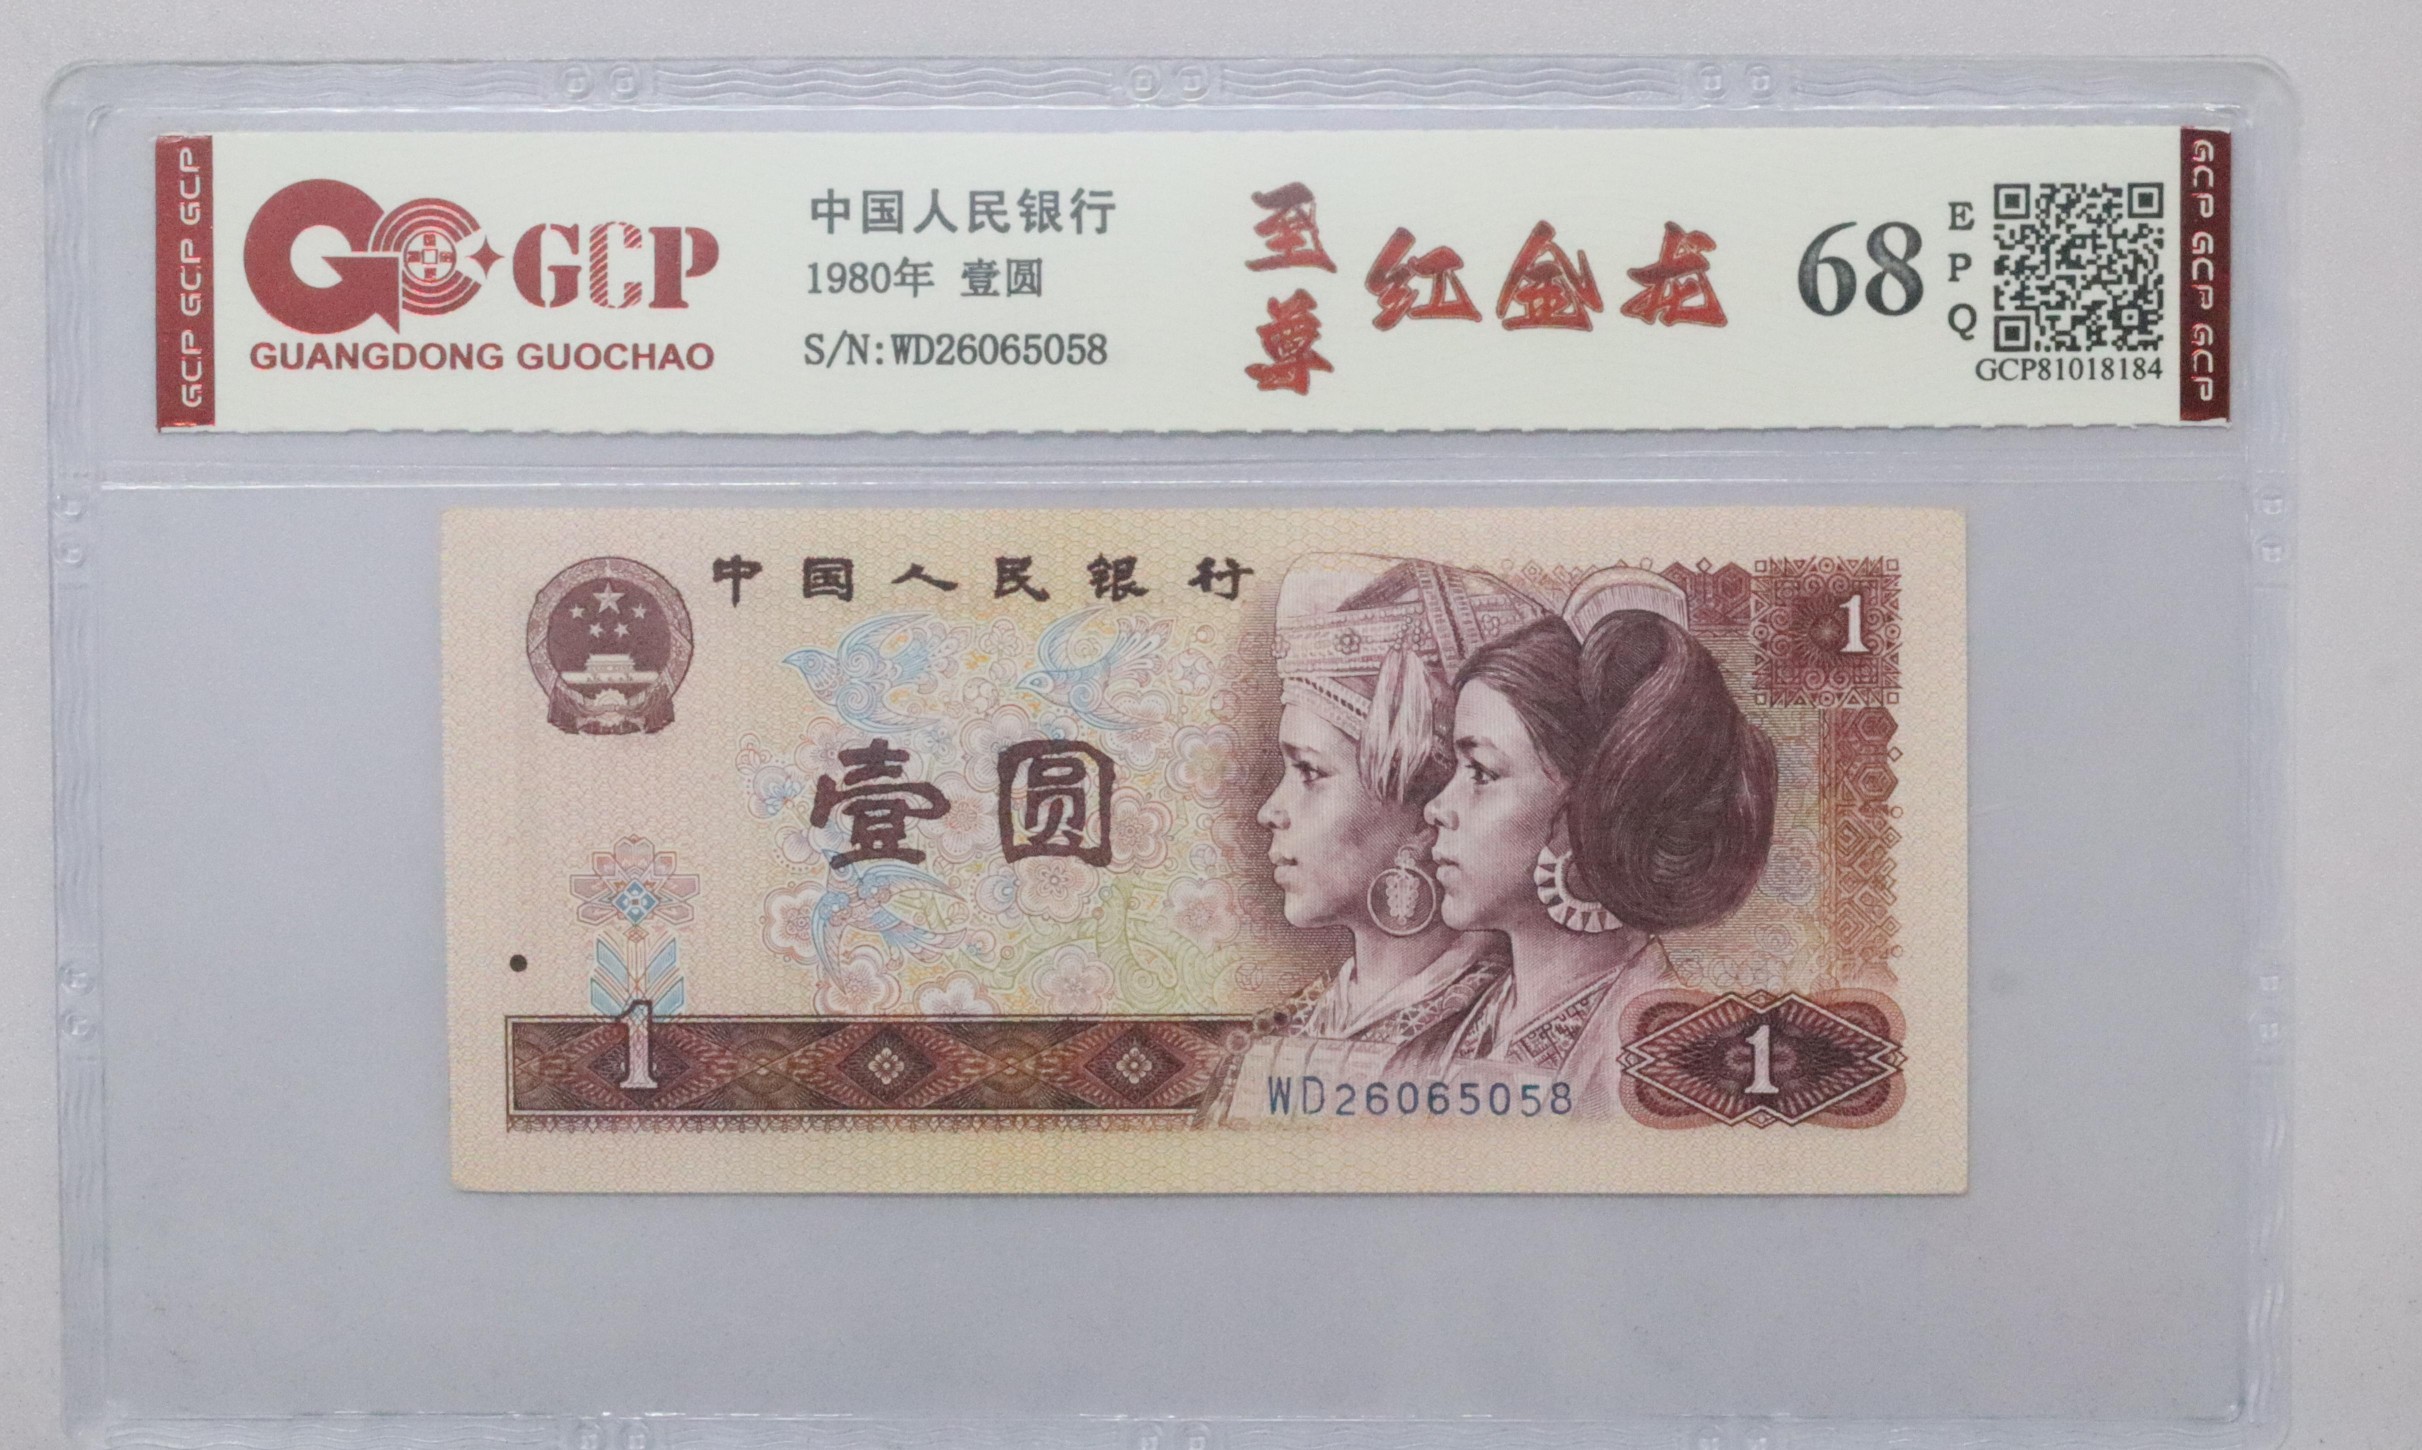 GCP GCP GCP
GCP
GUANGDONG GUOCHAO
中国人民银行
1980年 壹圆
S/N:WD26065058
至尊
红金龙
68
EPQ
GCP81018184
GCP GCP GCP
中国人民银行
1
壹圆
1
1
WD26065058